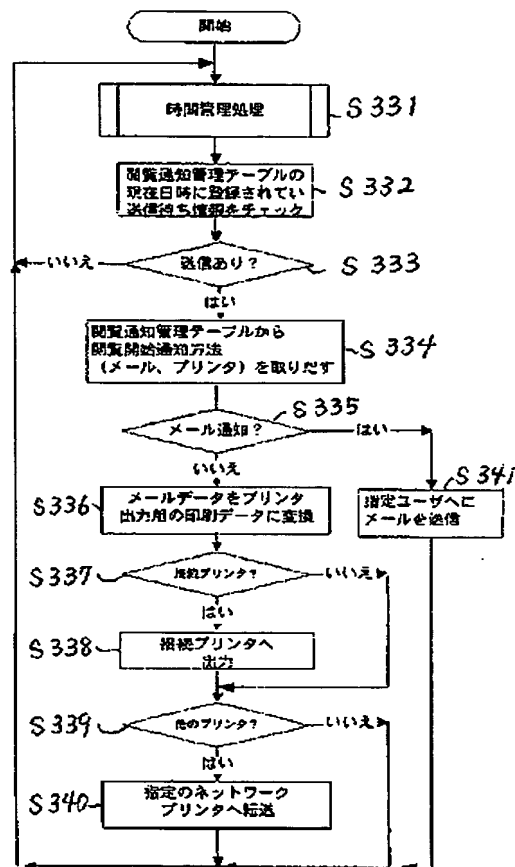 開始
時間管理処理
S331
閲覧通知管理テーブルの
現在日時に登録されてい
送信待ち情報をチェック
S332
送信あり？
S333
いいえ
はい
閲覧通知管理テーブルから
閲覧開始通知方法
（メール、プリンタ）を取りだす
S334
メール通知？
S335
はい
いいえ
S336
メールデータをプリンタ
出力用の印刷データに変換
指定ユーザへに
メールを送信
S341
S337
接続プリンタ？
いいえ
はい
S338
接続プリンタへ
出力
S339
他のプリンタ？
いいえ
はい
S340
指定のネットワーク
プリンタへ転送